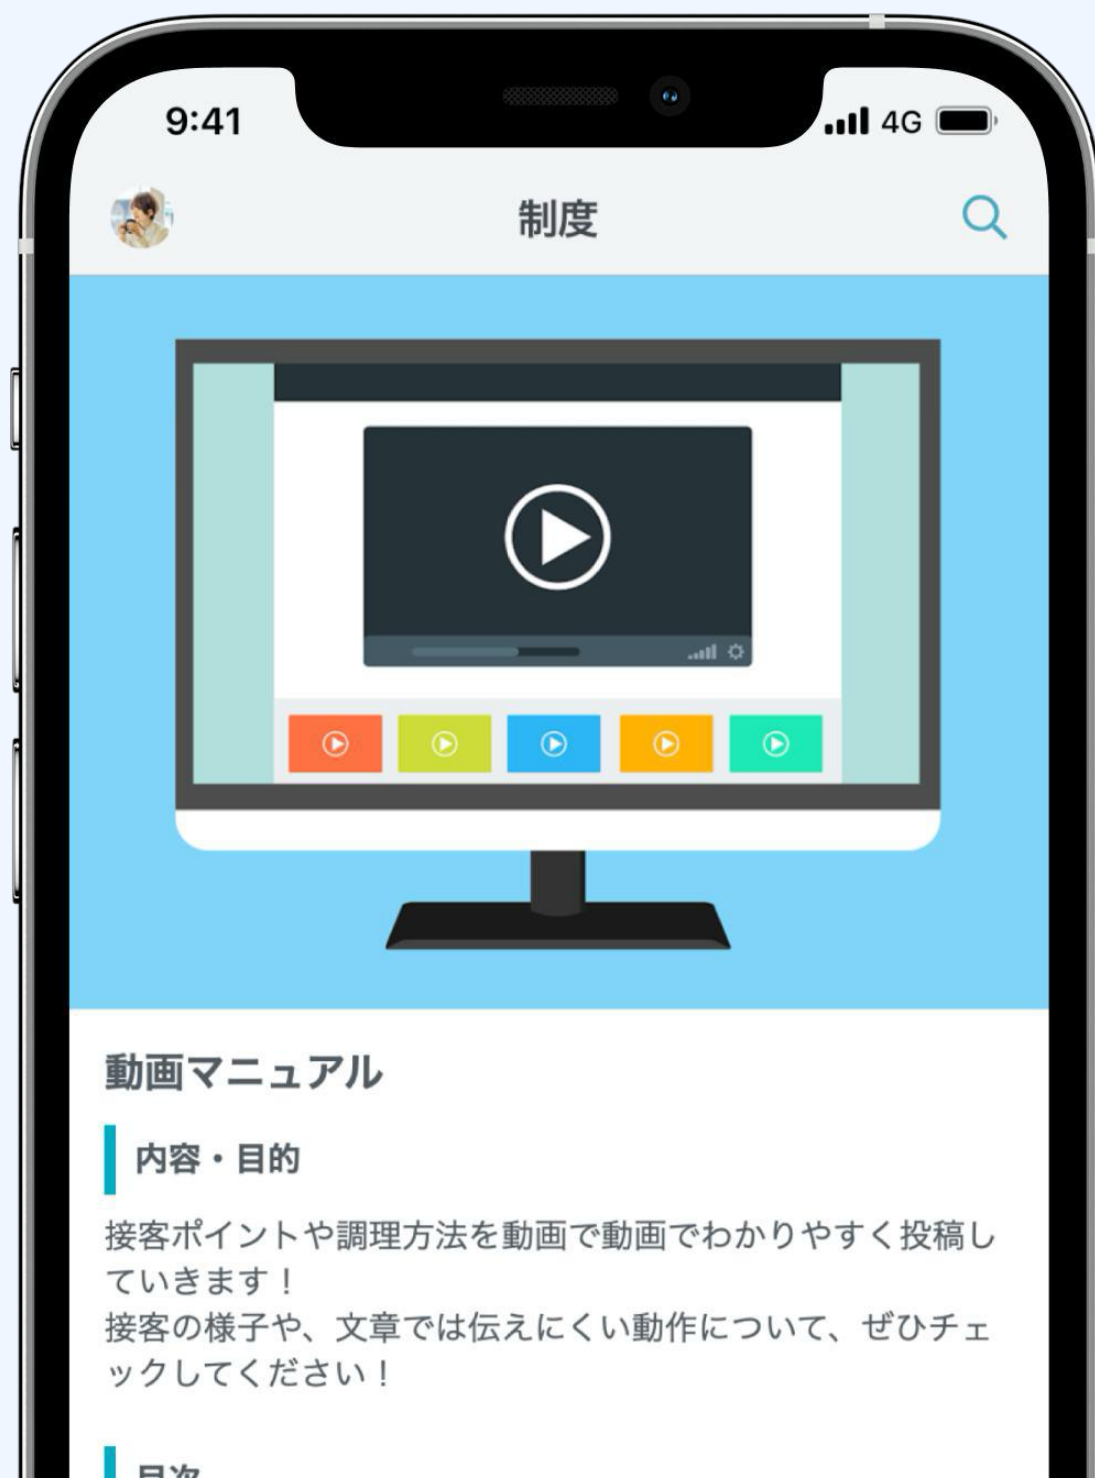 9:41
4G
制度
動画マニュアル
内容・目的
接客ポイントや調理方法を動画で動画でわかりやすく投稿し
ていきます！
接客の様子や、文章では伝えにくい動作について、ぜひチェ
ックしてください！
目次